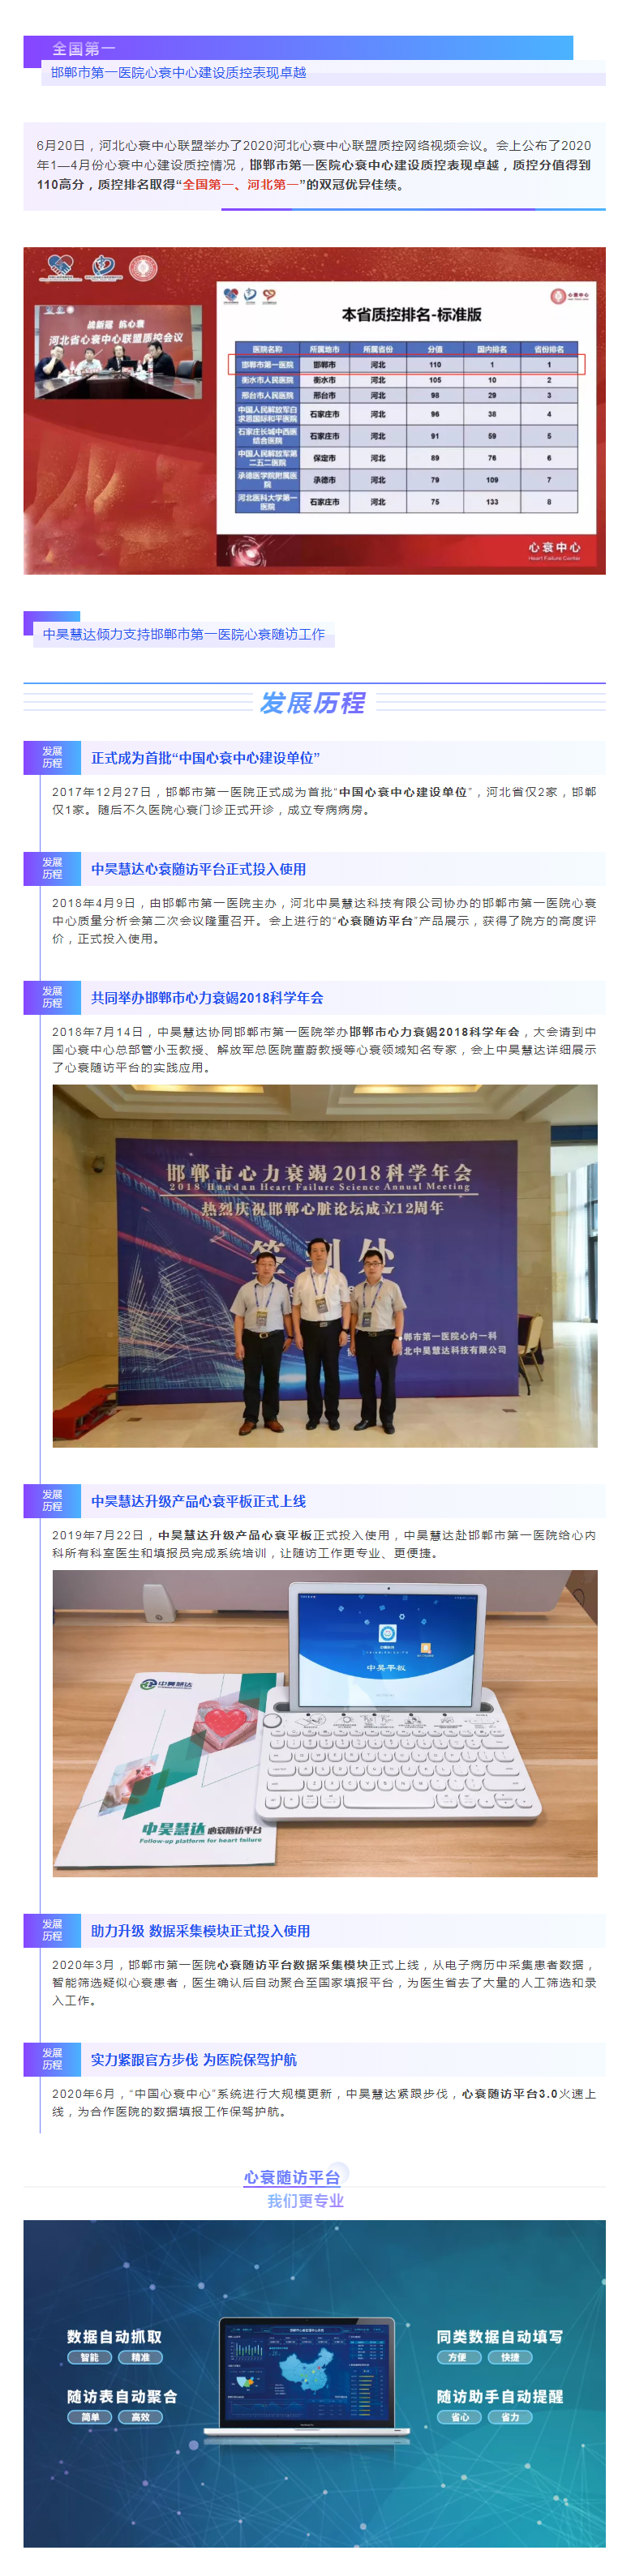 全国第一
邯郸市第一医院心衰中心建设质控表现卓越
6月20日，河北心衰中心联盟举办了2020河北心衰中心联盟质控网络视频会议。会上公布了2020
年1—4月份心衰中心建设质控情况，邯郸市第一医院心衰中心建设质控表现卓越，质控分值得到
110高分，质控排名取得“全国第一、河北第一”的双冠优异佳绩。
战新冠 抗心衰
河北省心衰中心联盟质控会议
心衰中心
本省质控排名-标准版
医院名称 所属地市 所属省份 分值 国内排名 省份排名
邯郸市第一医院 邯郸市 河北 110 1 1
衡水市人民医院 衡水市 河北 105 10 2
邢台市人民医院 邢台市 河北 98 29 3
中国人民解放军白
求恩国际和平医院 石家庄市 河北 96 38 4
石家庄长城中西医
结合医院 石家庄市 河北 91 59 5
中国人民解放军第
二五二医院 保定市 河北 89 76 6
承德医学院附属医
院 承德市 河北 79 109 7
河北医科大学第一
医院 石家庄市 河北 75 133 8
心衰中心
Heart Failure Center
中昊慧达倾力支持邯郸市第一医院心衰随访工作
发展历程
发展
历程
正式成为首批“中国心衰中心建设单位”
2017年12月27日，邯郸市第一医院正式成为首批“中国心衰中心建设单位”，河北省仅2家，邯郸
仅1家。随后不久医院心衰门诊正式开诊，成立专病病房。
发展
历程
中昊慧达心衰随访平台正式投入使用
2018年4月9日，由邯郸市第一医院主办，河北中昊慧达科技有限公司协办的邯郸市第一医院心衰
中心质量分析会第二次会议隆重召开。会上进行的“心衰随访平台”产品展示，获得了院方的高度评
价，正式投入使用。
发展
历程
共同举办邯郸市心力衰竭2018科学年会
2018年7月14日，中昊慧达协同邯郸市第一医院举办邯郸市心力衰竭2018科学年会，大会请到中
国心衰中心总部管小玉教授、解放军总医院董蔚教授等心衰领域知名专家，会上中昊慧达详细展示
了心衰随访平台的实践应用。
邯郸市心力衰竭2018科学年会
2018 Handan Heart Failure Science Annual Meeting
热烈庆祝邯郸心脏论坛成立12周年
签到处
郸市第一医院心内一科
北中昊慧达科技有限公司
发展
历程
中昊慧达升级产品心衰平板正式上线
2019年7月22日，中昊慧达升级产品心衰平板正式投入使用，中昊慧达赴邯郸市第一医院给心内
科所有科室医生和填报员完成系统培训，让随访工作更专业、更便捷。
中昊平板
中昊慧达
中昊慧达 心衰随访平台
Follow-up platform for heart failure
发展
历程
助力升级 数据采集模块正式投入使用
2020年3月，邯郸市第一医院心衰随访平台数据采集模块正式上线，从电子病历中采集患者数据，
智能筛选疑似心衰患者，医生确认后自动聚合至国家填报平台，为医生省去了大量的人工筛选和录
入工作。
发展
历程
实力紧跟官方步伐 为医院保驾护航
2020年6月，“中国心衰中心”系统进行大规模更新，中昊慧达紧跟步伐，心衰随访平台3.0火速上
线，为合作医院的数据填报工作保驾护航。
心衰随访平台
我们更专业
数据自动抓取
智能 精准
随访表自动聚合
简单 高效
同类数据自动填写
方便 快捷
随访助手自动提醒
省心 省力